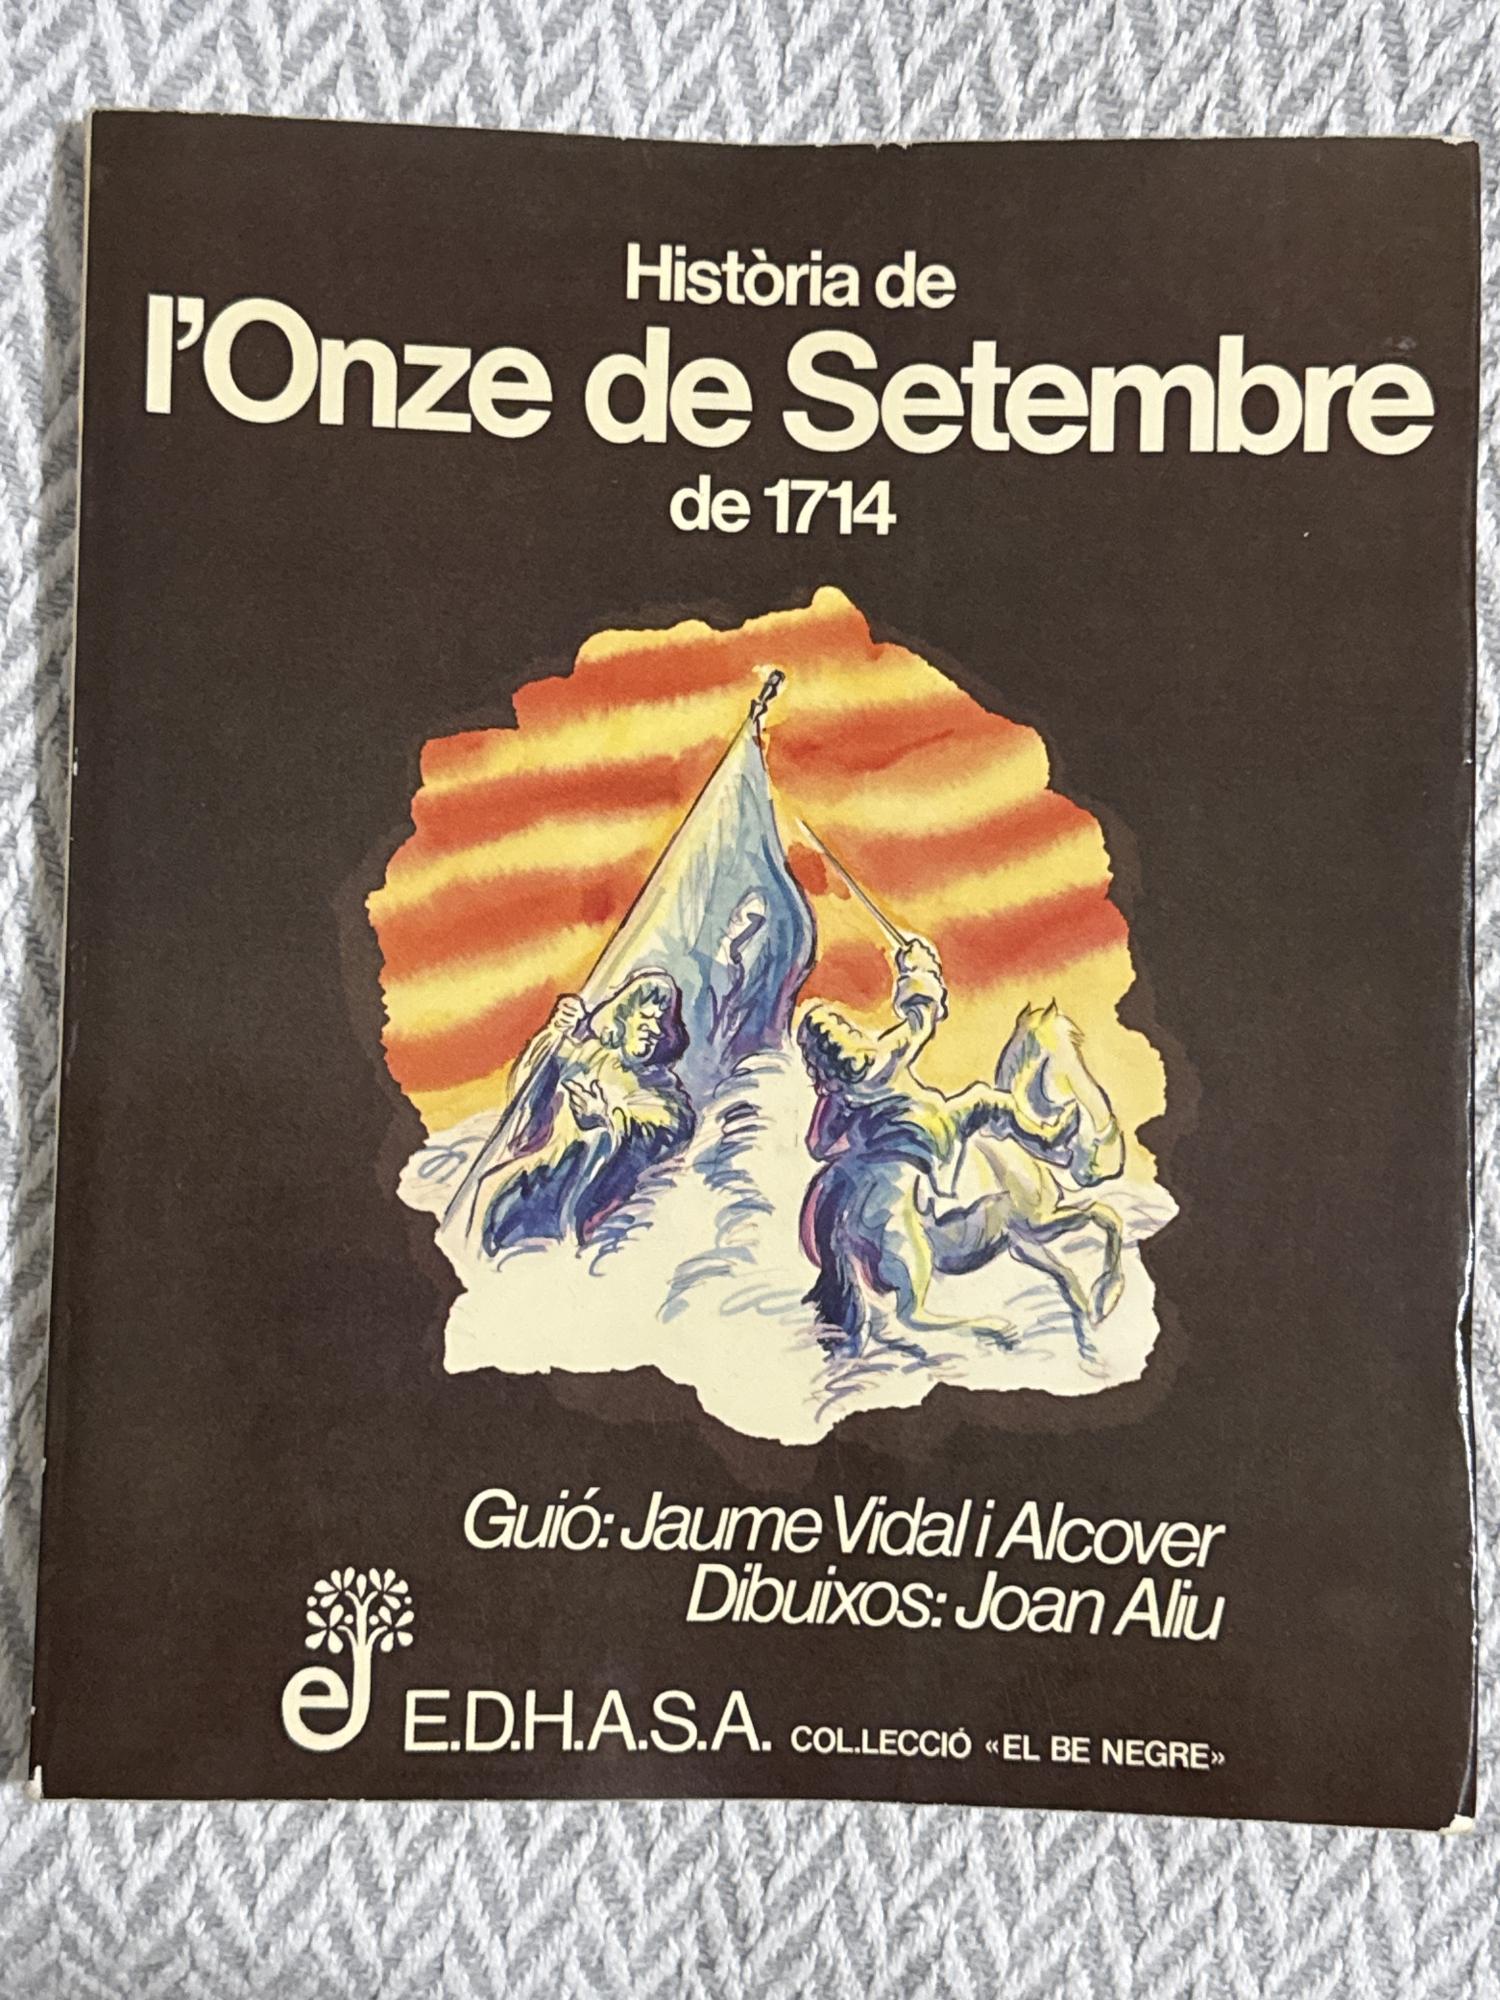 Història de
l'Onze de Setembre
de 1714
Guió: Jaume Vidal i Alcover
Dibuixos: Joan Aliu
e E.D.H.A.S.A. COL.LECCIÓ «EL BE NEGRE»